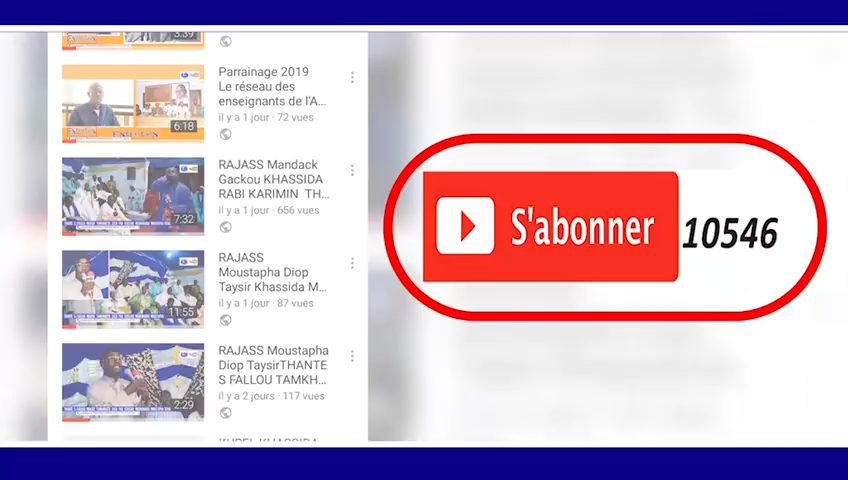 3:39
Parrainage 2019
Le réseau des
enseignants de l'A...
il y a 1 jour · 72 vues
6:18
RAJASS Mandack
Gackou KHASSIDA
RABI KARIMIN TH...
il y a 1 jour · 656 vues
7:32
RAJASS
Moustapha Diop
Taysir Khassida M...
il y a 1 jour · 87 vues
11:55
RAJASS Moustapha
Diop TaysirTHANTE
S FALLOU TAMKH...
il y a 2 jours · 117 vues
2:29
S'abonner
10546